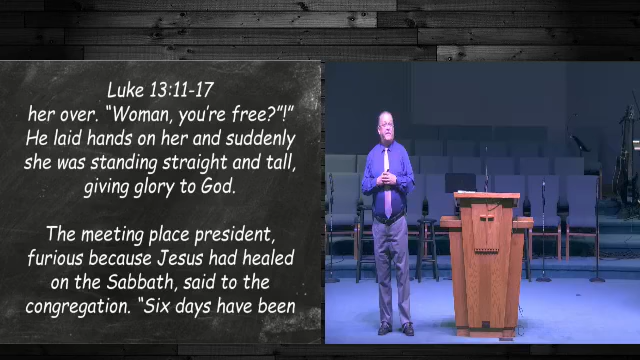 Luke 13:11-17
her over. “Woman, you’re free?”!”
He laid hands on her and suddenly
she was standing straight and tall,
giving glory to God.
The meeting place president,
furious because Jesus had healed
on the Sabbath, said to the
congregation. “Six days have been